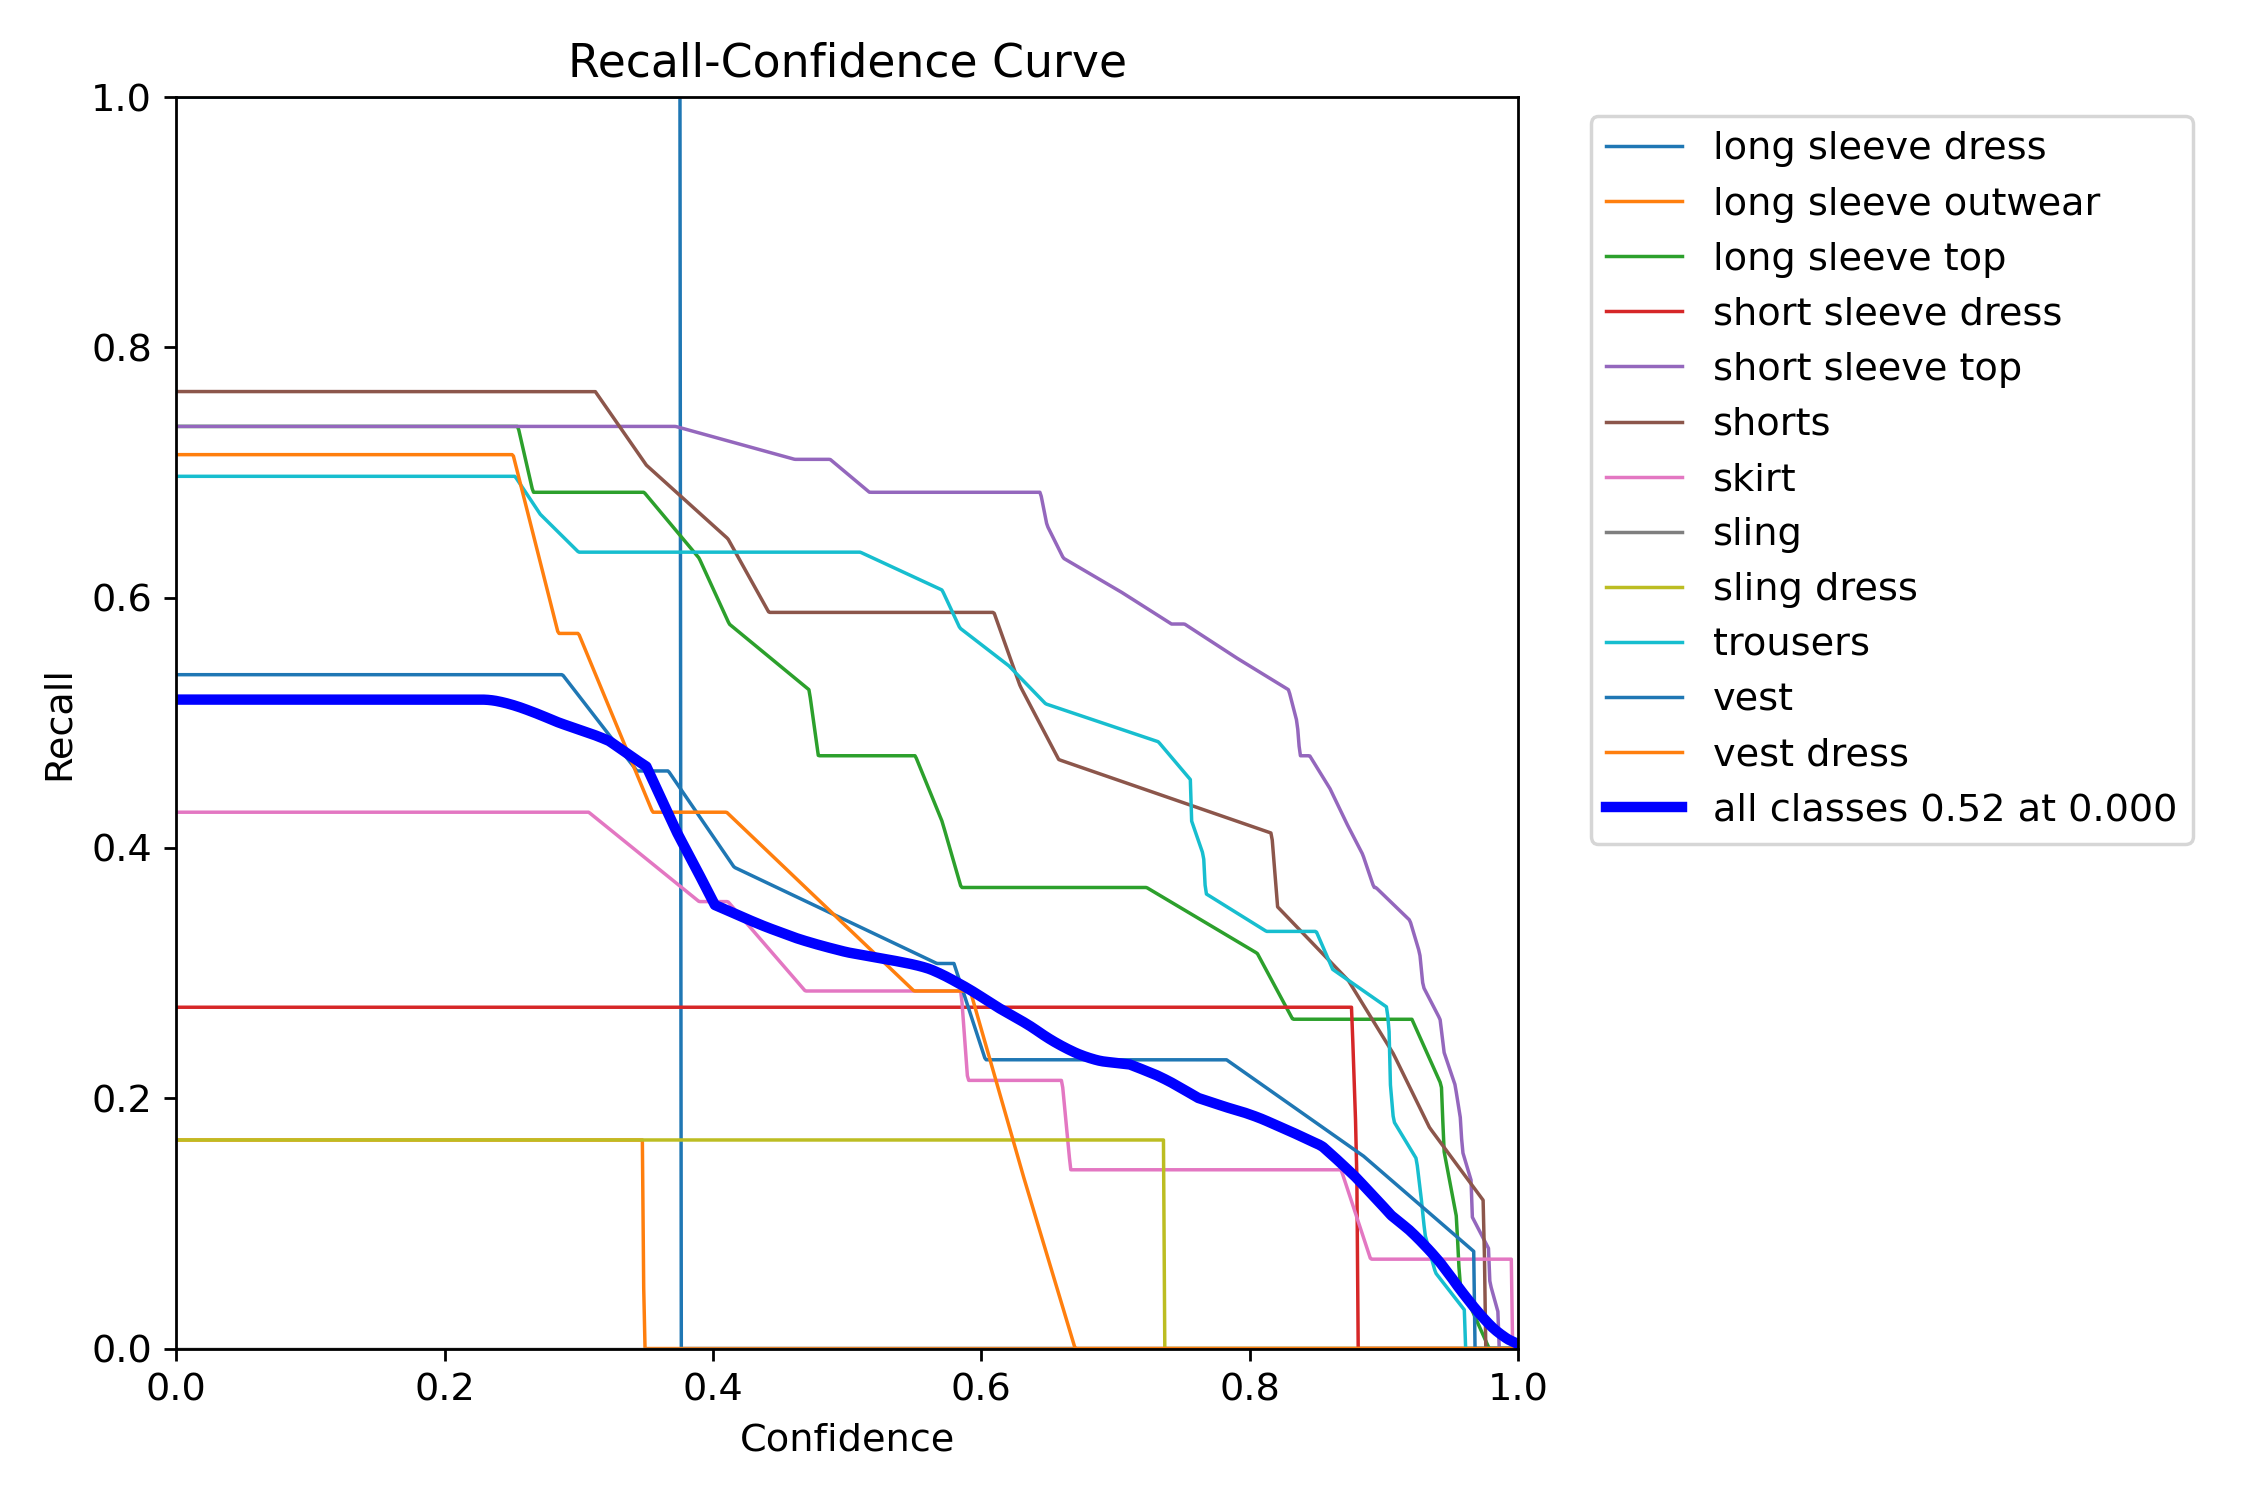 Recall-Confidence Curve
1.0
0.8
0.6
0.4
0.2
0.0
Recall
0.0 0.2 0.4 0.6 0.8 1.0
Confidence
long sleeve dress
long sleeve outwear
long sleeve top
short sleeve dress
short sleeve top
shorts
skirt
sling
sling dress
trousers
vest
vest dress
all classes 0.52 at 0.000